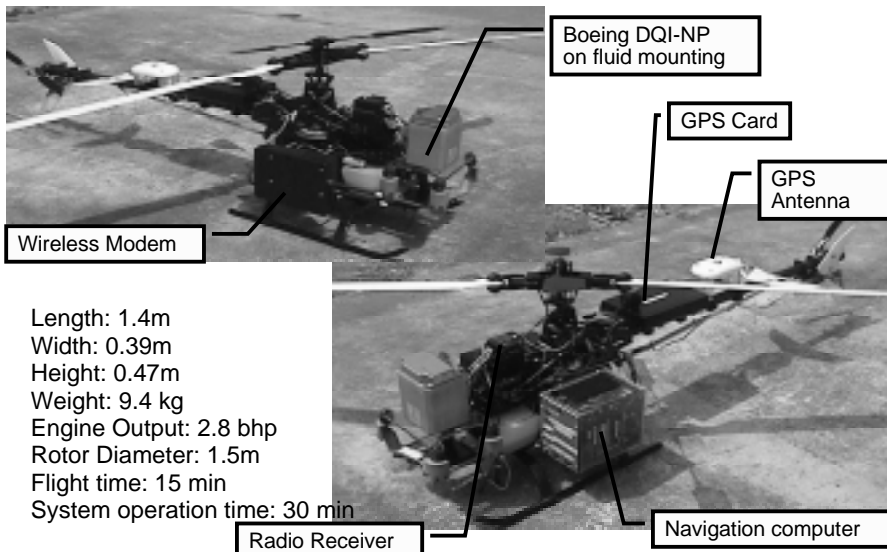 Boeing DQI-NP
on fluid mounting
GPS Card
GPS
Antenna
Wireless Modem
Length: 1.4m
Width: 0.39m
Height: 0.47m
Weight: 9.4 kg
Engine Output: 2.8 bhp
Rotor Diameter: 1.5m
Flight time: 15 min
System operation time: 30 min
Radio Receiver
Navigation computer